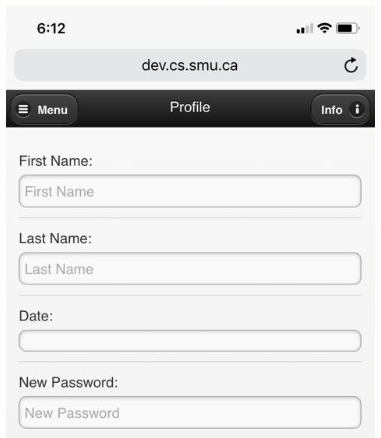 6:12
dev.cs.smu.ca
Menu Profile Info i
First Name:
First Name
Last Name:
Last Name
Date:
New Password:
New Password